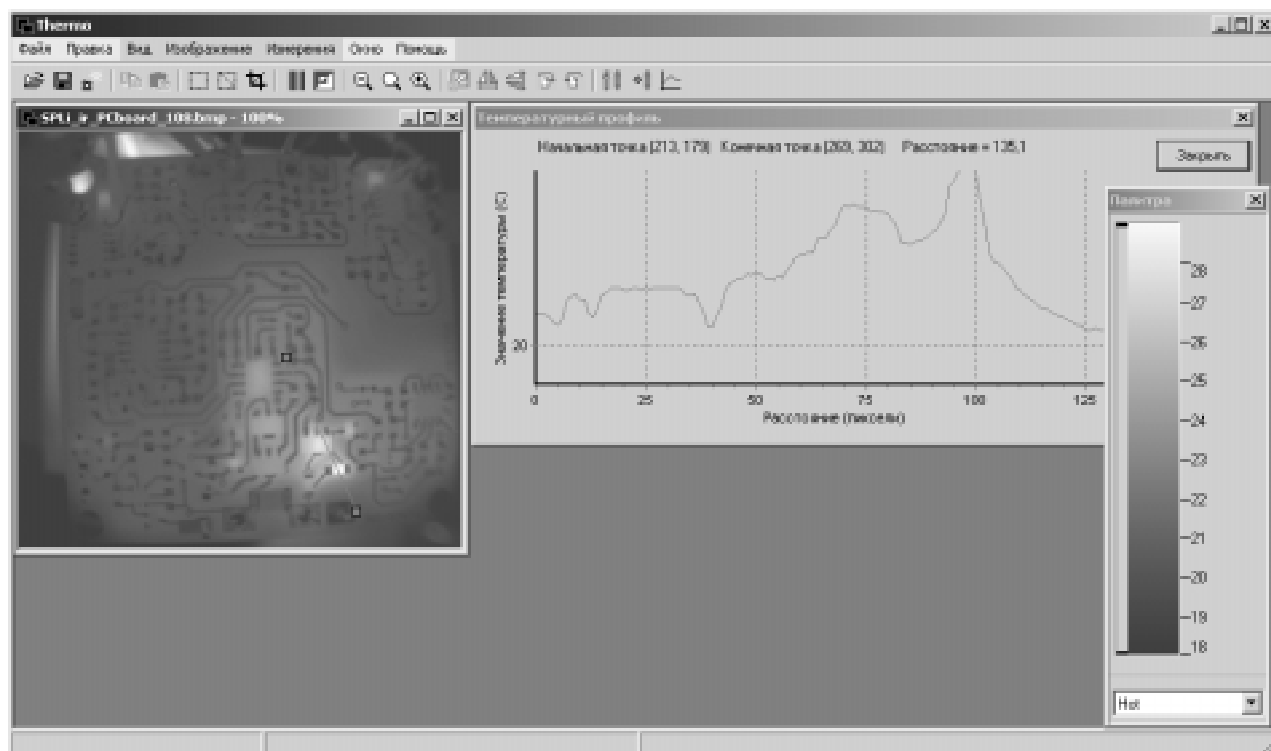 Thermo
Файл Правка Вид Изображение Измерения Окно Помощь
SPLi_ir_PCboard_108.bmp - 100%
Температурный профиль
Начальная точка (213, 179) Конечная точка (269, 302) Расстояние = 135,1
Закрыть
Значение температуры (C)
20
0 25 50 75 100 125
Расстояние (пиксели)
Палитра
28
27
26
25
24
23
22
21
20
19
18
Hot